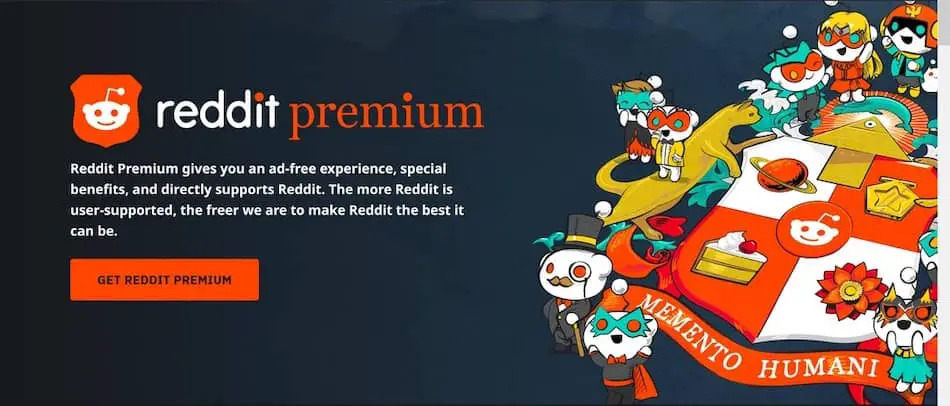 reddit premium
Reddit Premium gives you an ad-free experience, special
benefits, and directly supports Reddit. The more Reddit is
user-supported, the freer we are to make Reddit the best it
can be.
GET REDDIT PREMIUM
MEMENTO HUMANI